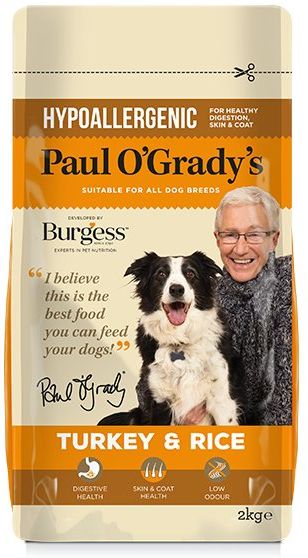 HYPOALLERGENIC
FOR HEALTHY
DIGESTION,
SKIN & COAT
Paul O'Grady's
SUITABLE FOR ALL DOG BREEDS
DEVELOPED BY
Burgess™
EXPERTS IN PET NUTRITION
“I believe
this is the
best food
you can feed
your dogs!”
Paul O'Grady
TURKEY & RICE
DIGESTIVE
HEALTH
SKIN & COAT
HEALTH
LOW
ODOUR
2kg℮